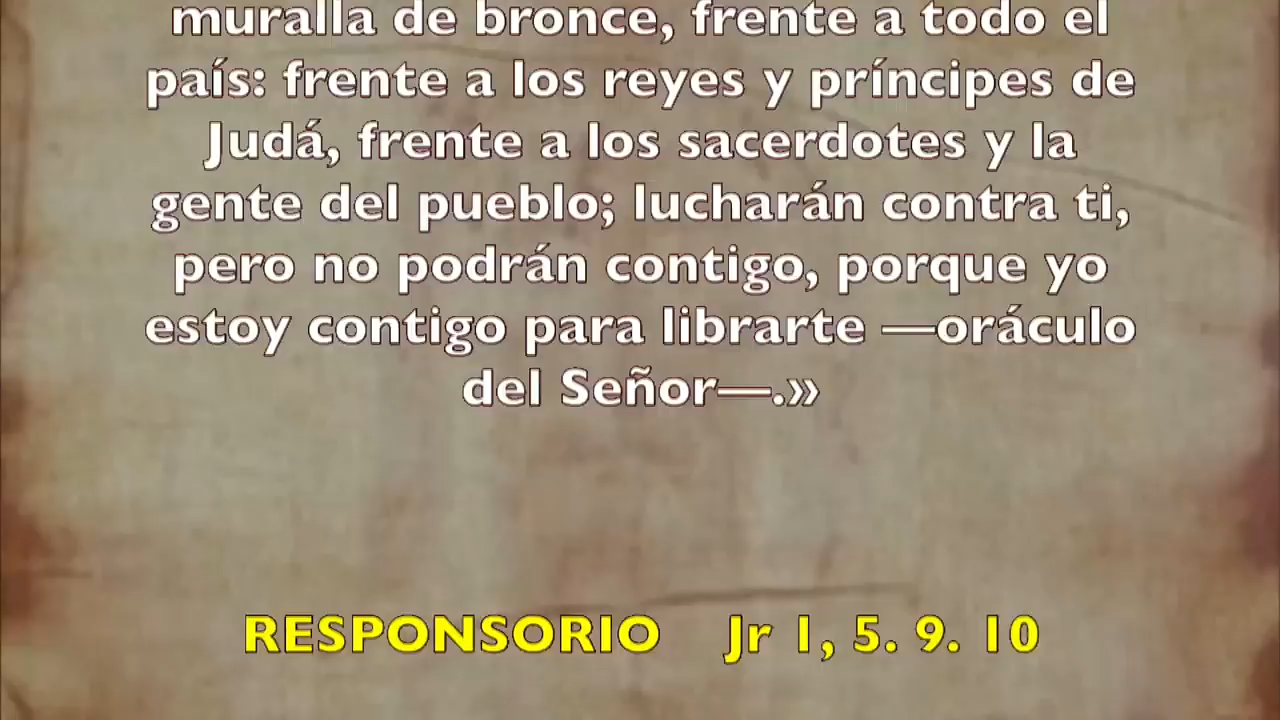 muralla de bronce, frente a todo el
país: frente a los reyes y príncipes de
Judá, frente a los sacerdotes y la
gente del pueblo; lucharán contra ti,
pero no podrán contigo, porque yo
estoy contigo para librarte —oráculo
del Señor—.»
RESPONSORIO Jr 1, 5. 9. 10